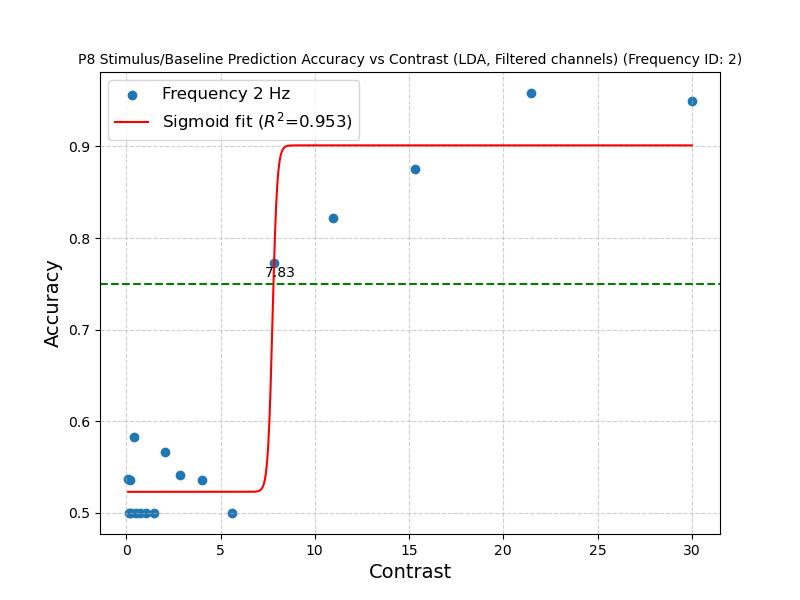 P8 Stimulus/Baseline Prediction Accuracy vs Contrast (LDA, Filtered channels) (Frequency ID: 2)
Frequency 2 Hz
Sigmoid fit ($R^2$=0.953)
0.9
0.8
7.83
0.7
0.6
0.5
Accuracy
0 5 10 15 20 25 30
Contrast